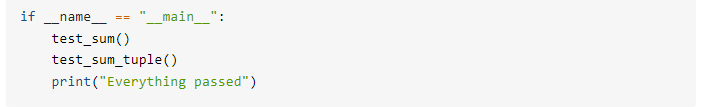 if __name__ == "__main__":
    test_sum()
    test_sum_tuple()
    print("Everything passed")